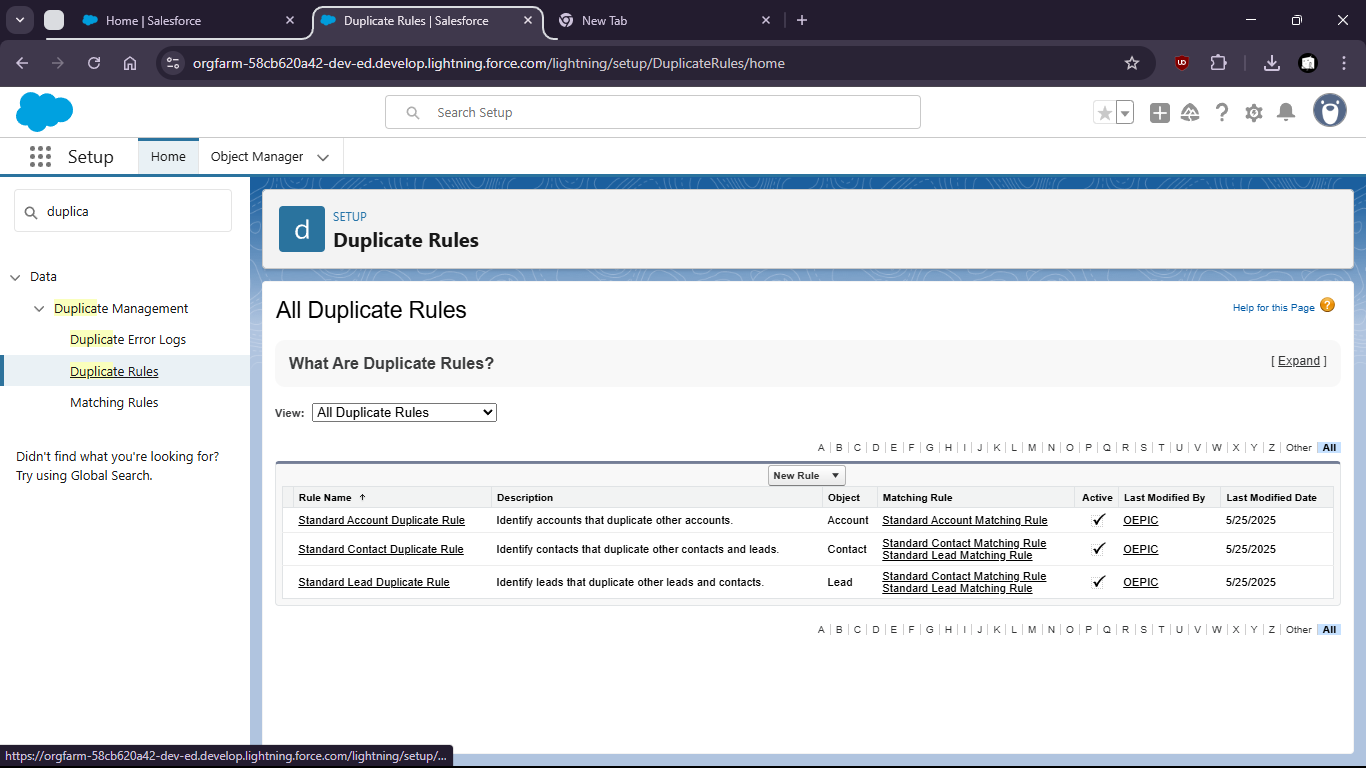 Home | Salesforce
Duplicate Rules | Salesforce
New Tab
orgfarm-58cb620a42-dev-ed.develop.lightning.force.com/lightning/setup/DuplicateRules/home
UD
Search Setup
Setup
Home
Object Manager
duplica
Data
Duplicate Management
Duplicate Error Logs
Duplicate Rules
Matching Rules
Didn't find what you're looking for?
Try using Global Search.
d
SETUP
Duplicate Rules
All Duplicate Rules
Help for this Page ?
What Are Duplicate Rules?
[ Expand ]
View: All Duplicate Rules
A | B | C | D | E | F | G | H | I | J | K | L | M | N | O | P | Q | R | S | T | U | V | W | X | Y | Z | Other | All
New Rule
Rule Name Description Object Matching Rule Active Last Modified By Last Modified Date
Standard Account Duplicate Rule Identify accounts that duplicate other accounts. Account Standard Account Matching Rule OEPIC 5/25/2025
Standard Contact Duplicate Rule Identify contacts that duplicate other contacts and leads. Contact Standard Contact Matching Rule OEPIC 5/25/2025
Standard Lead Matching Rule
Standard Lead Duplicate Rule Identify leads that duplicate other leads and contacts. Lead Standard Contact Matching Rule OEPIC 5/25/2025
Standard Lead Matching Rule
A | B | C | D | E | F | G | H | I | J | K | L | M | N | O | P | Q | R | S | T | U | V | W | X | Y | Z | Other | All
https://orgfarm-58cb620a42-dev-ed.develop.lightning.force.com/lightning/setup/...